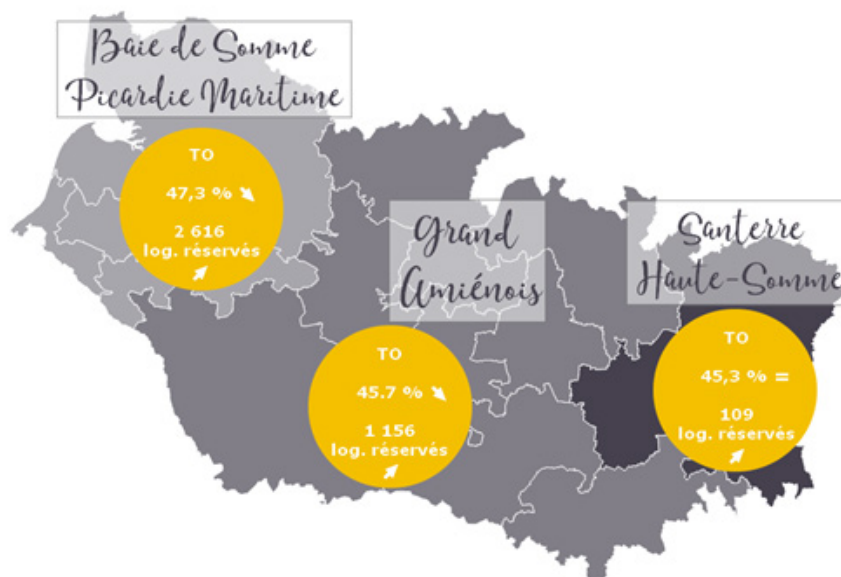 Baie de Somme
Picardie Maritime
TO
47,3 %
2 616
log. réservés
Grand
Amiénois
TO
45.7 %
1 156
log. réservés
Santerre
Haute-Somme
TO
45,3 % =
109
log. réservés